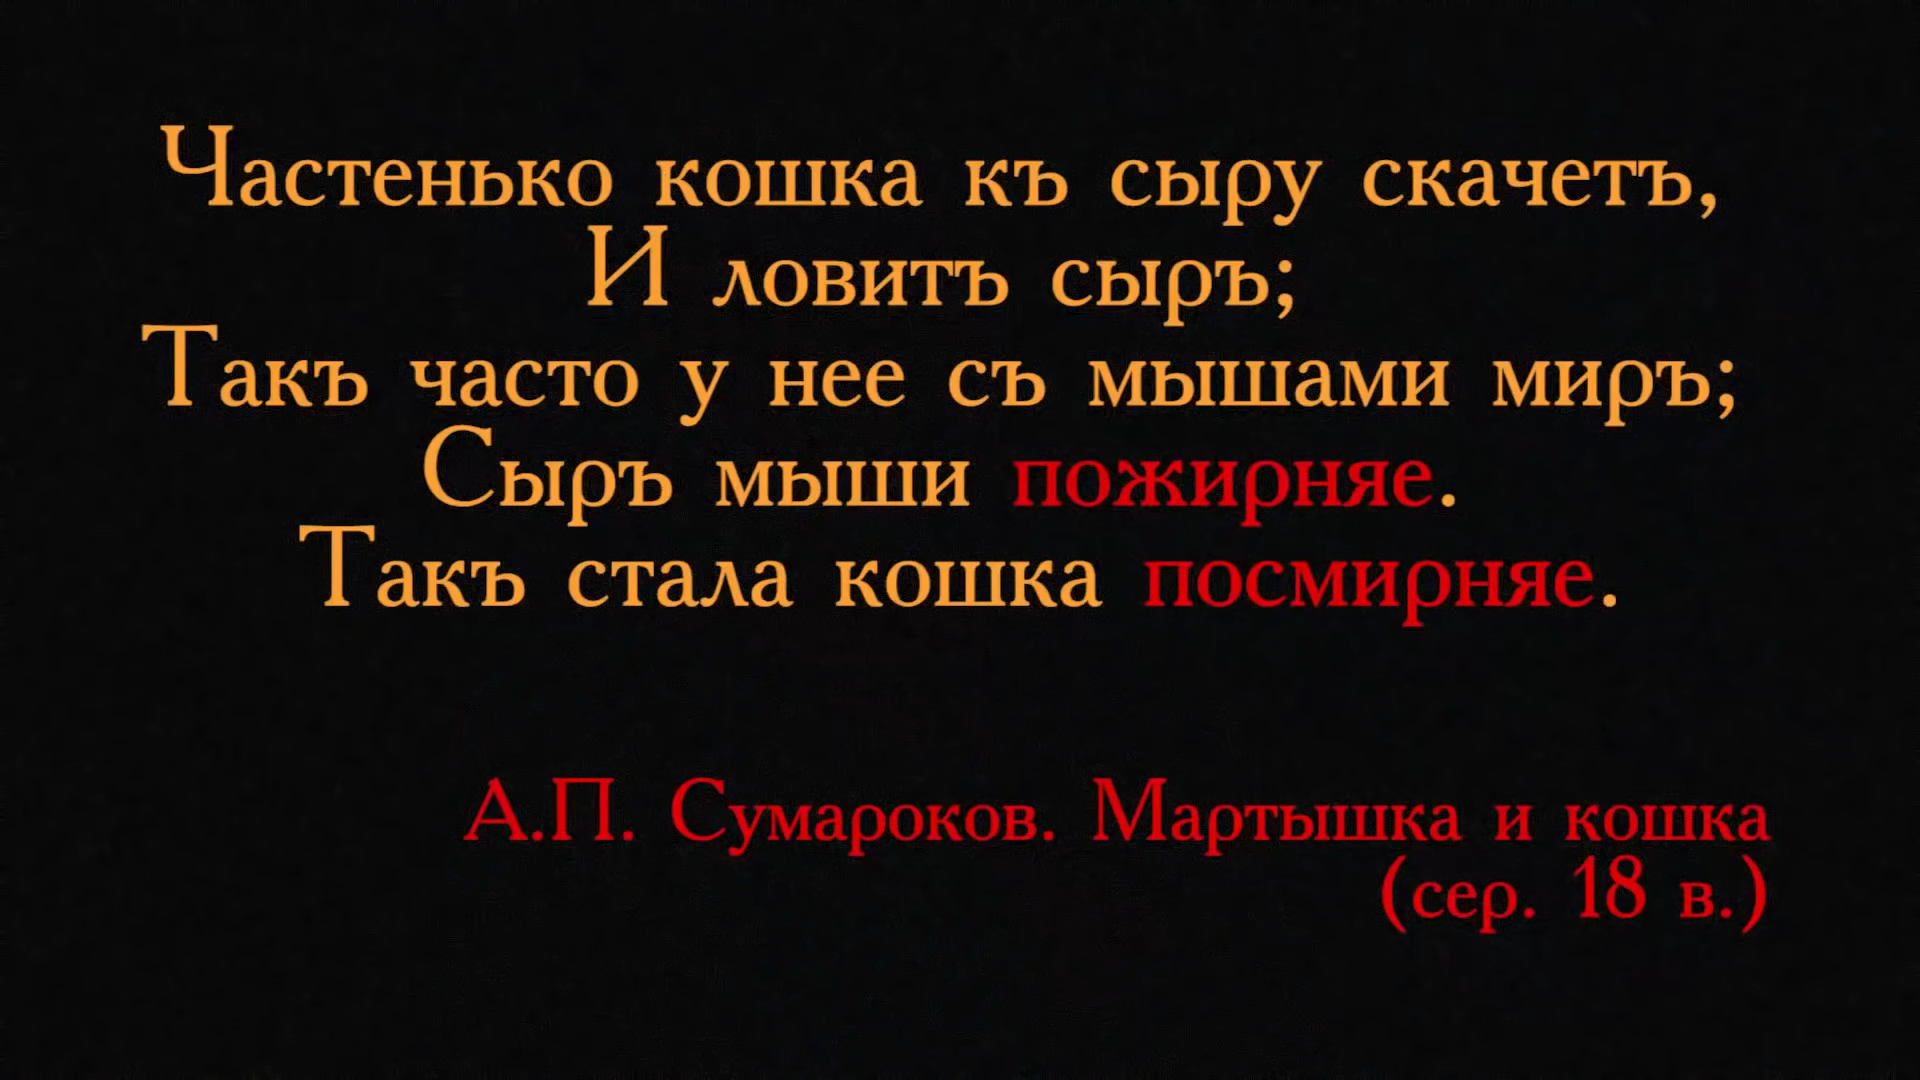 Частенько кошка къ сыру скачетъ,
И ловитъ сыръ;
Такъ часто у нее съ мышами миръ;
Сыръ мыши пожирняе.
Такъ стала кошка посмирняе.
А.П. Сумароков. Мартышка и кошка
(сер. 18 в.)